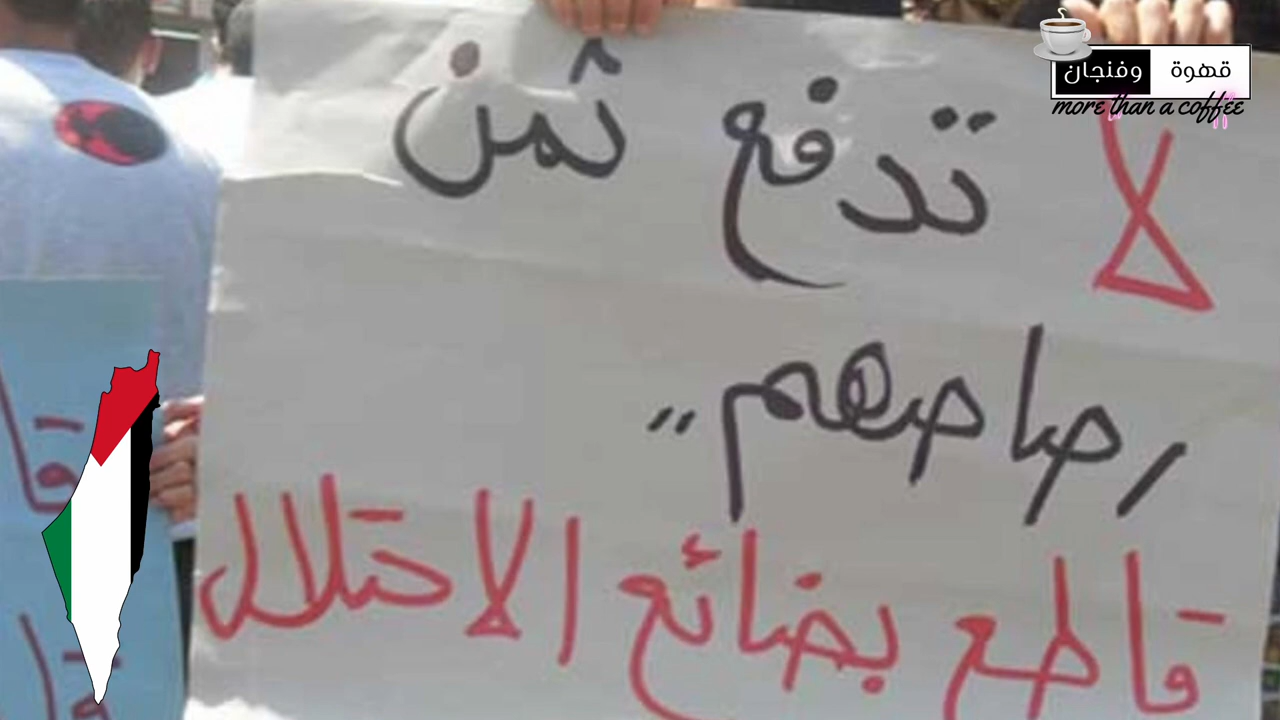 قهوة وفنجان
more than a coffee
لا تدفع ثمن
رصاصهم,,
قاطع بضائع الاحتلال